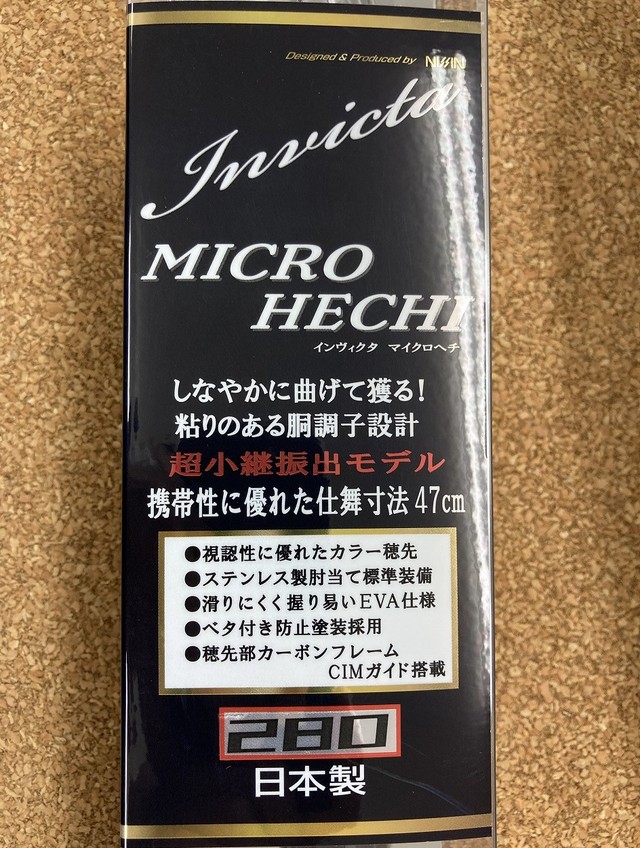 Designed & Produced by NISSIN
Invicta
MICRO
HECHI
インヴィクタ マイクロヘチ
しなやかに曲げて獲る!
粘りのある胴調子設計
超小継振出モデル
携帯性に優れた仕舞寸法47cm
●視認性に優れたカラー穂先
●ステンレス製肘当て標準装備
●滑りにくく握り易いEVA仕様
●ベタ付き防止塗装採用
●穂先部カーボンフレーム
CIMガイド搭載
280
日本製